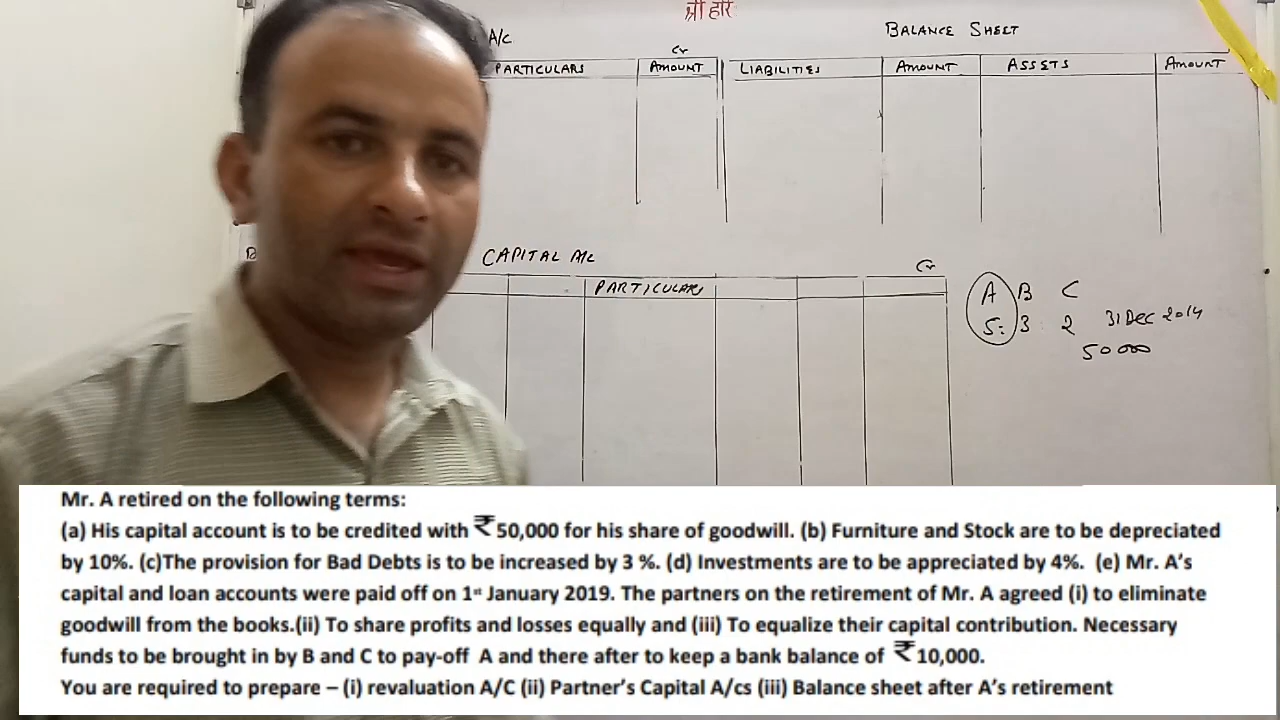 श्री हरि
A/c
BALANCE SHEET
Cr
PARTICULARS AMOUNT LIABILITIES AMOUNT ASSETS AMOUNT
CAPITAL A/c
Cr
PARTICULARS
A B C
5: 3 : 2 31 Dec 2014
50000
Mr. A retired on the following terms:
(a) His capital account is to be credited with ₹50,000 for his share of goodwill. (b) Furniture and Stock are to be depreciated
by 10%. (c)The provision for Bad Debts is to be increased by 3 %. (d) Investments are to be appreciated by 4%. (e) Mr. A’s
capital and loan accounts were paid off on 1st January 2019. The partners on the retirement of Mr. A agreed (i) to eliminate
goodwill from the books.(ii) To share profits and losses equally and (iii) To equalize their capital contribution. Necessary
funds to be brought in by B and C to pay-off A and there after to keep a bank balance of ₹10,000.
You are required to prepare – (i) revaluation A/C (ii) Partner’s Capital A/cs (iii) Balance sheet after A’s retirement